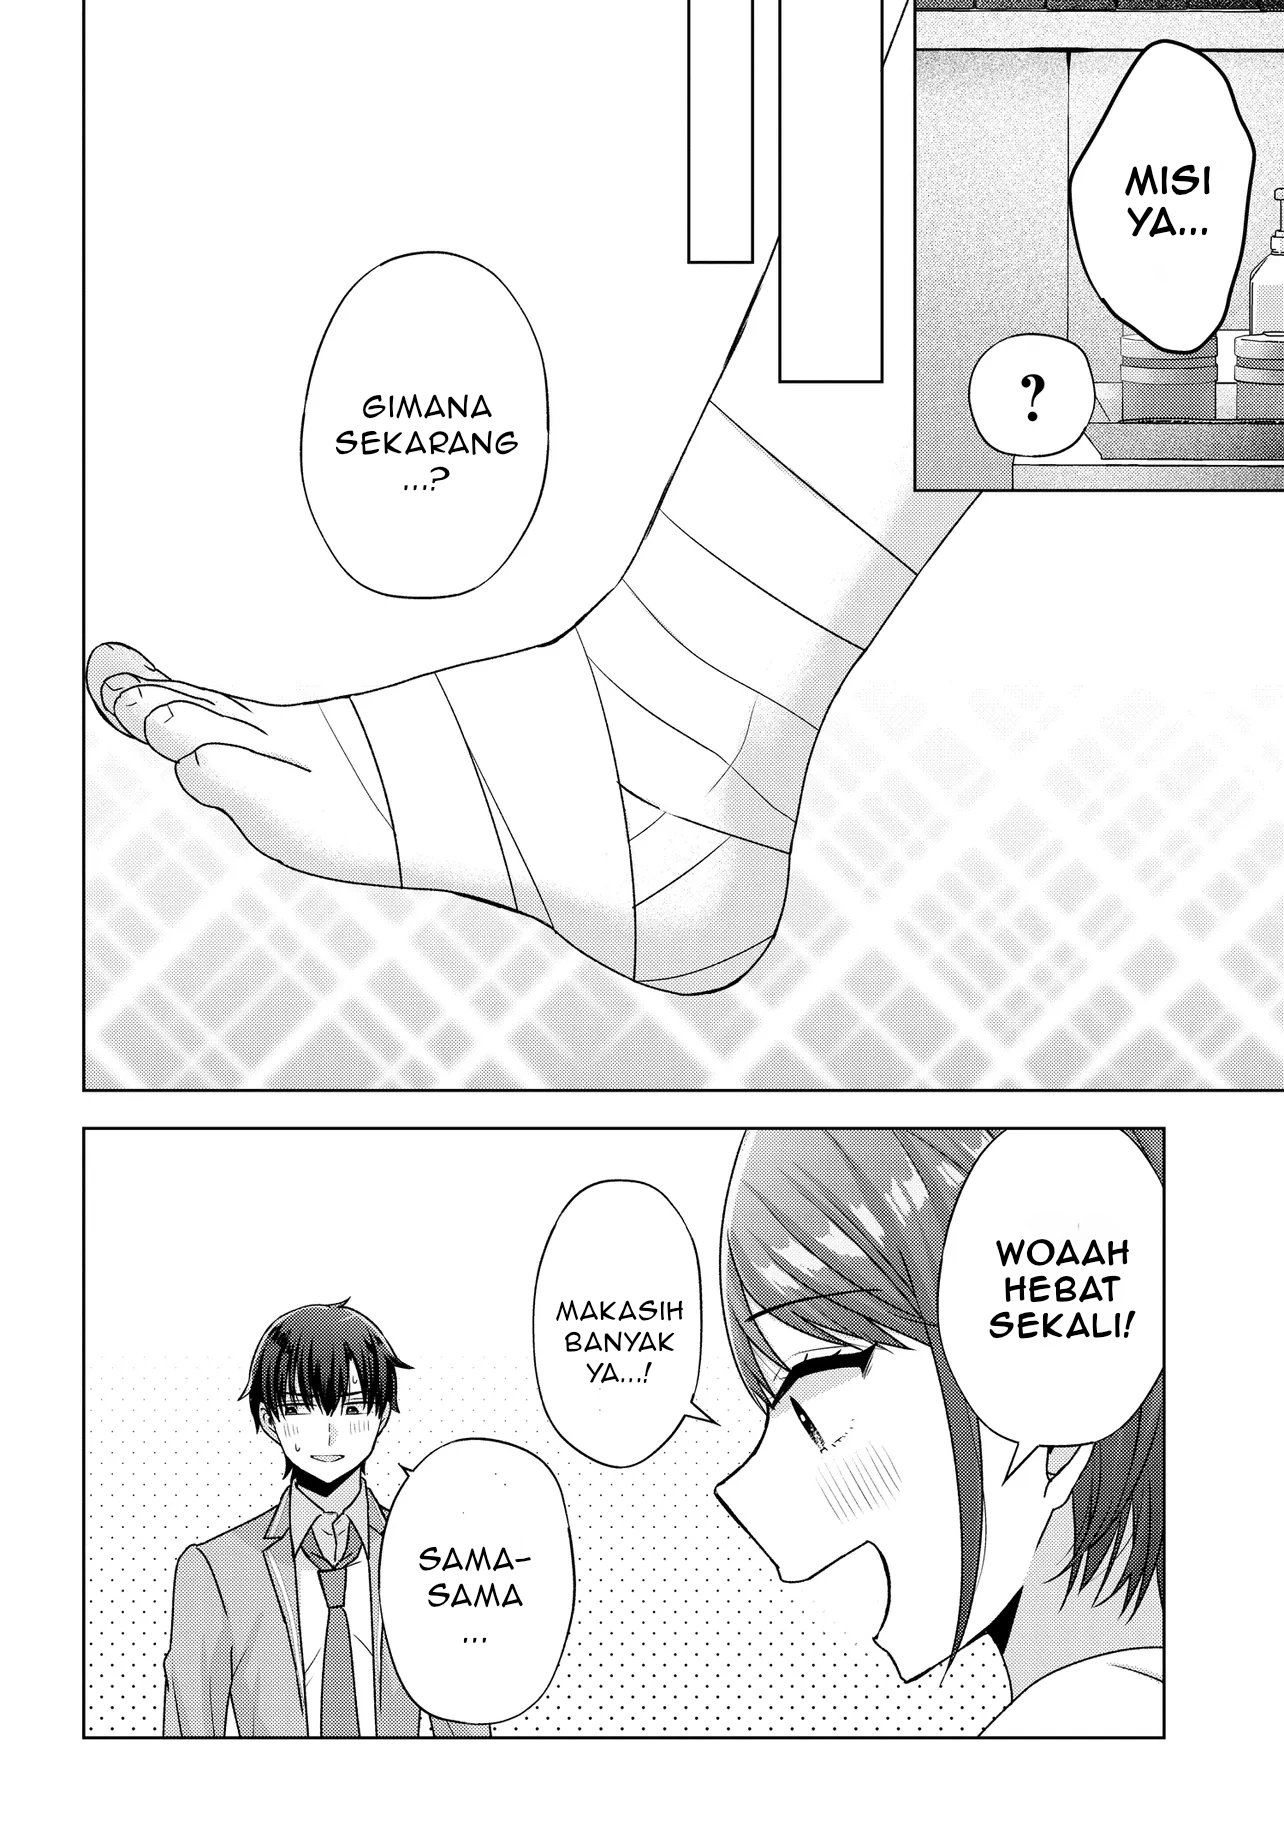 MISI
YA...
?
GIMANA
SEKARANG
...?
WOAAH
HEBAT
SEKALI!
MAKASIH
BANYAK
YA...!
SAMA-
SAMA
...